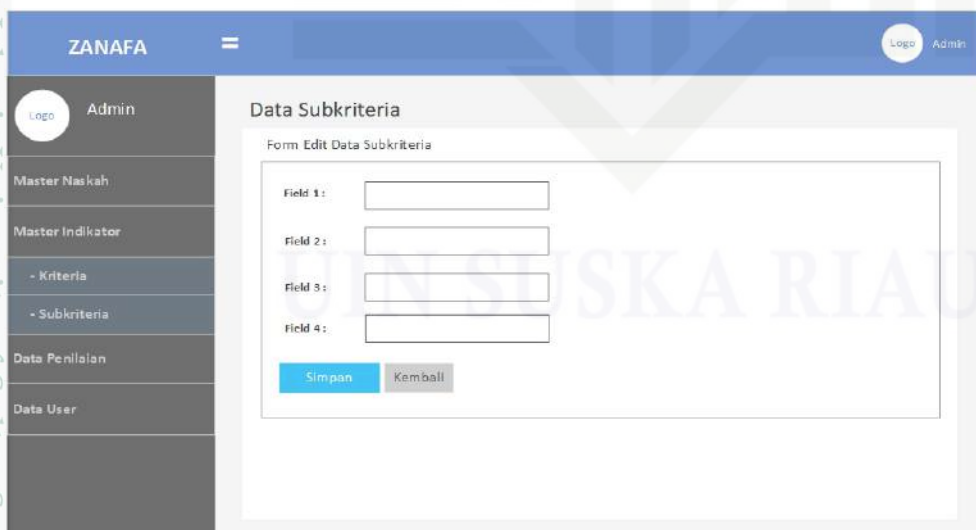 ZANAFA
Logo
Admin
Logo
Admin
Master Naskah
Master Indikator
- Kriteria
- Subkriteria
Data Penilaian
Data User
Data Subkriteria
Form Edit Data Subkriteria
Field 1 :
Field 2 :
Field 3 :
Field 4 :
Simpan
Kembali
UIN SUSKA RIAU